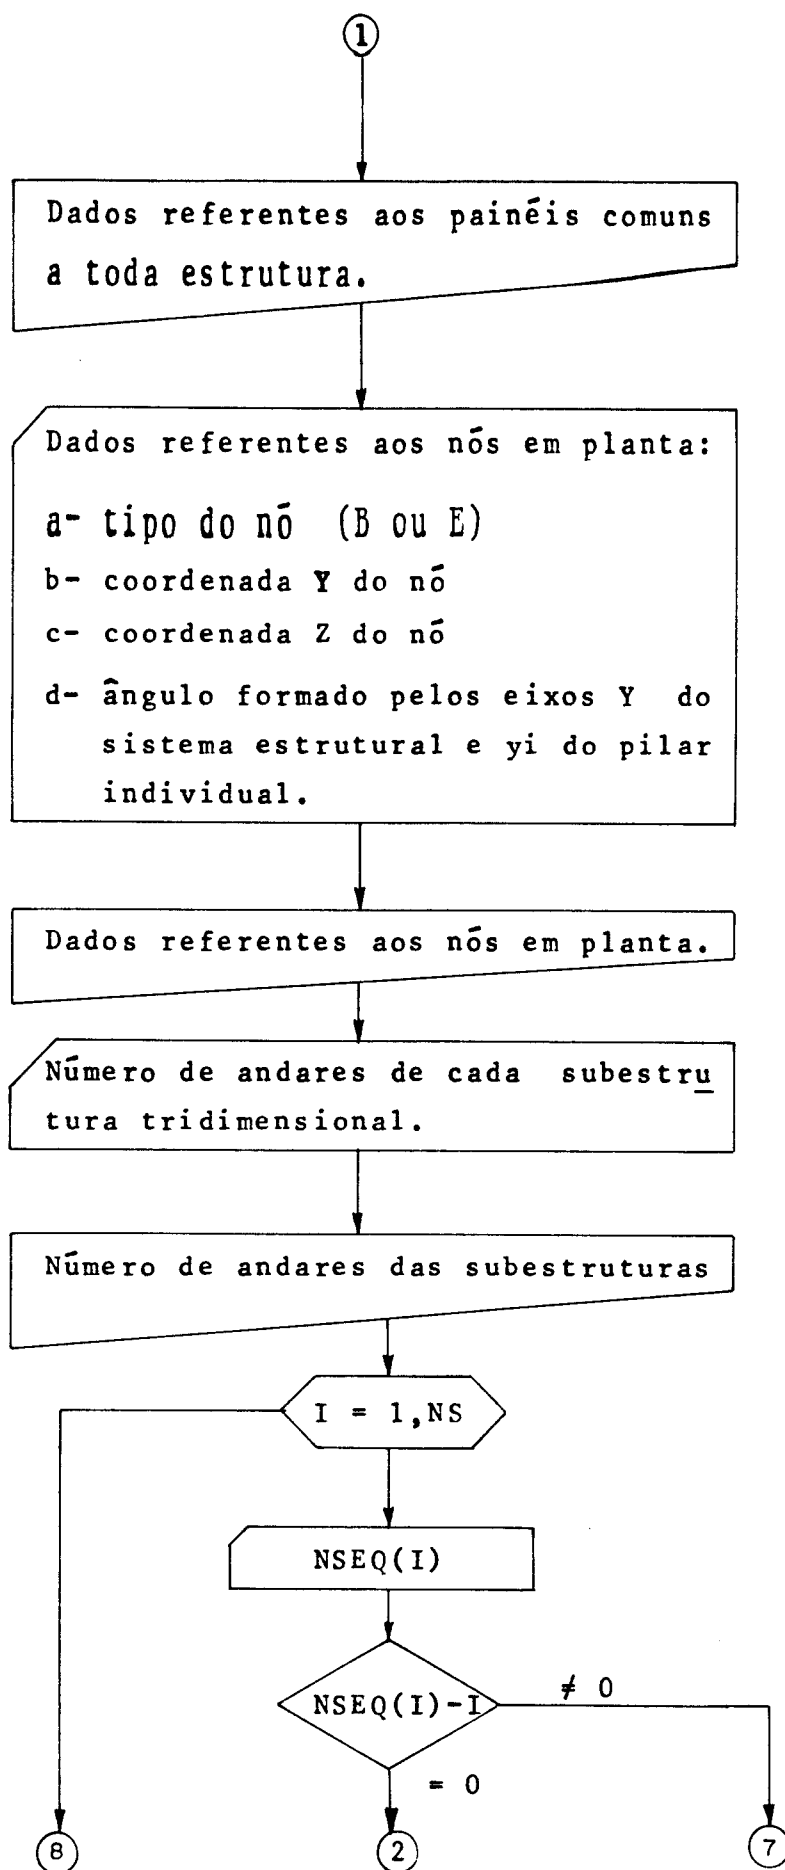 1
Dados referentes aos painéis comuns
a toda estrutura.
Dados referentes aos nós em planta:
a- tipo do nó (B ou E)
b- coordenada Y do nó
c- coordenada Z do nó
d- ângulo formado pelos eixos Y do
sistema estrutural e yi do pilar
individual.
Dados referentes aos nós em planta.
Número de andares de cada subestru
tura tridimensional.
Número de andares das subestruturas
I = 1,NS
NSEQ(I)
NSEQ(I)-I
≠ 0
= 0
8
2
7